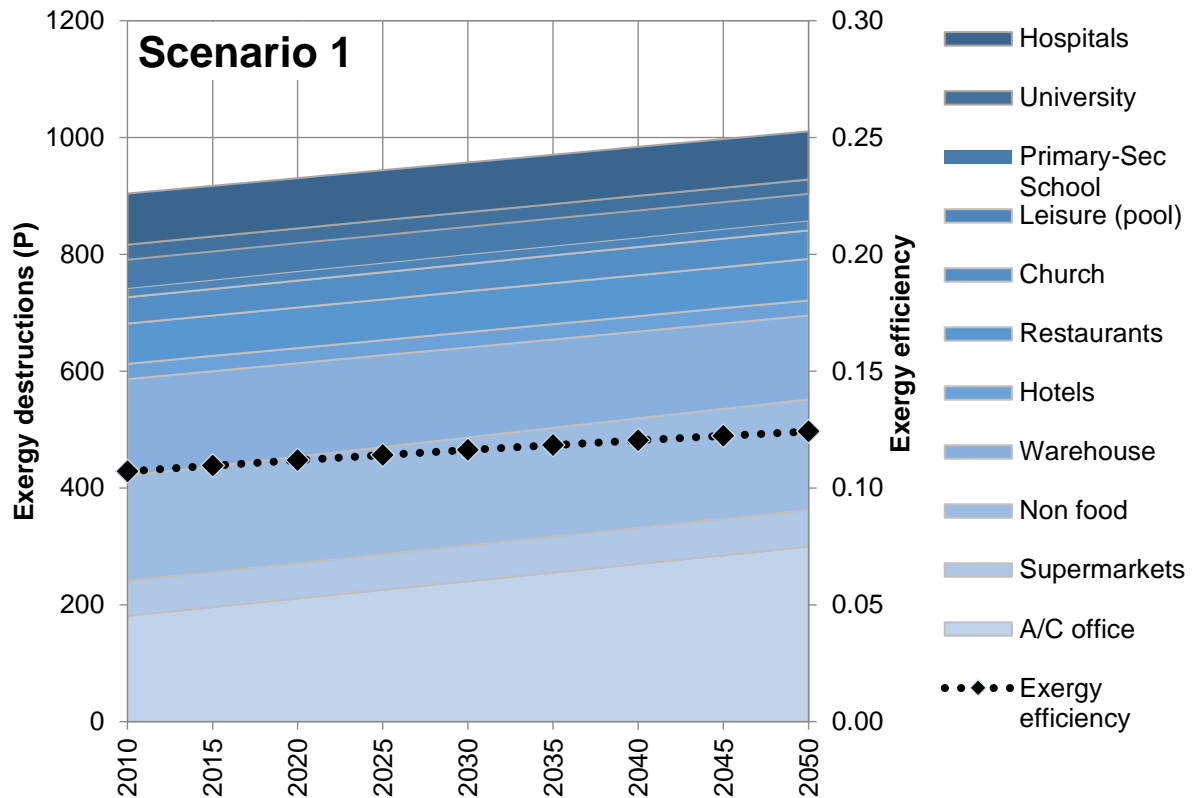 Scenario 1
Exergy destructions (P)
1200
1000
800
600
400
200
0
0.30
0.25
0.20
0.15
0.10
0.05
0.00
Exergy efficiency
2010
2015
2020
2025
2030
2035
2040
2045
2050
Hospitals
University
Primary-Sec
School
Leisure (pool)
Church
Restaurants
Hotels
Warehouse
Non food
Supermarkets
A/C office
Exergy
efficiency